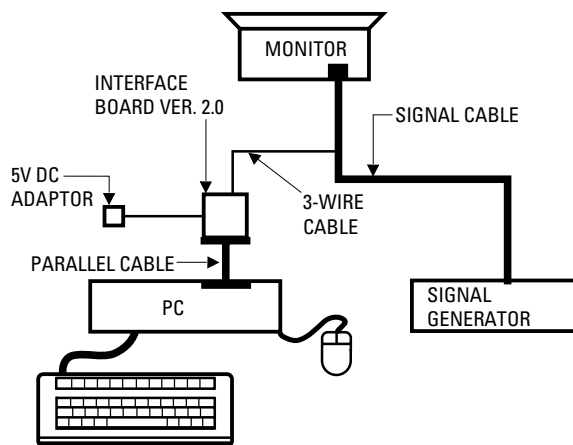 MONITOR
INTERFACE
BOARD VER. 2.0
SIGNAL CABLE
5V DC
ADAPTOR
3-WIRE
CABLE
PARALLEL CABLE
PC
SIGNAL
GENERATOR